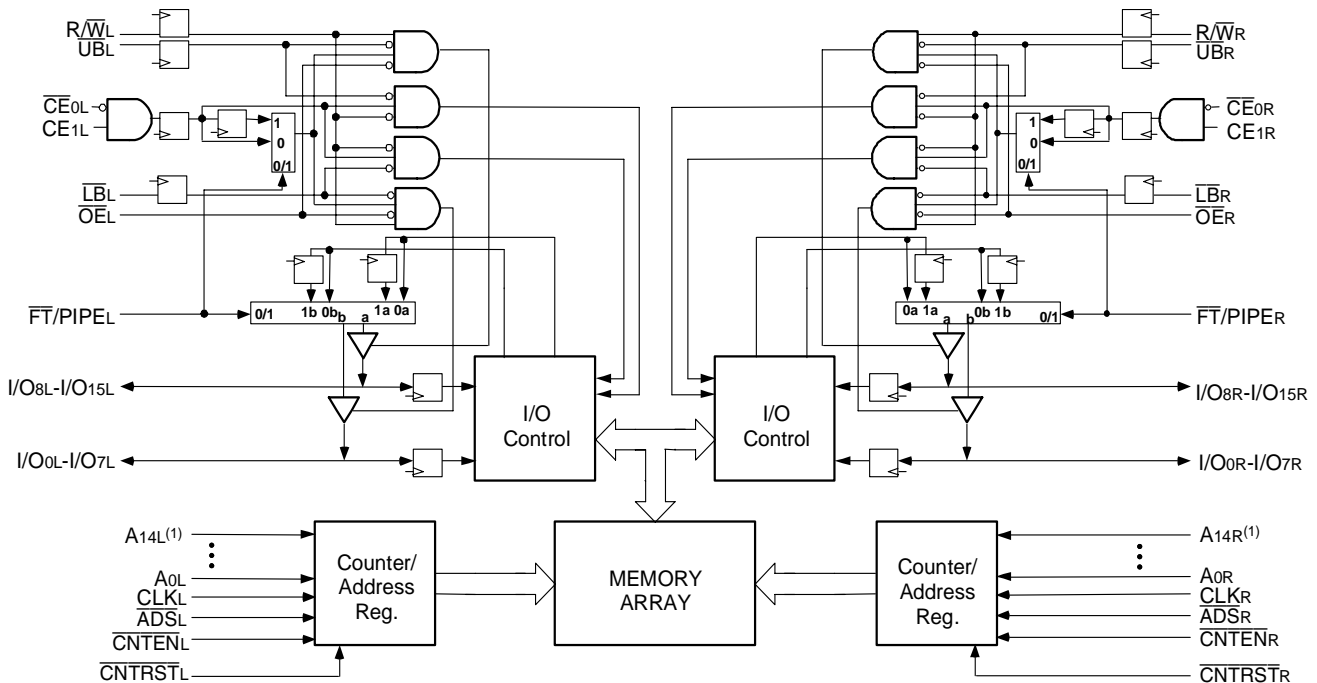 R/W̅L
U̅B̅L
C̅E̅0L
CE1L
1
0
0/1
L̅B̅L
O̅E̅L
F̅T̅/PIPEL
0/1
1b
0b
b
a
1a
0a
I/O8L-I/O15L
I/O0L-I/O7L
I/O
Control
R/W̅R
U̅B̅R
C̅E̅0R
CE1R
1
0
0/1
L̅B̅R
O̅E̅R
F̅T̅/PIPER
0a
1a
a
b
0b
1b
0/1
I/O8R-I/O15R
I/O0R-I/O7R
I/O
Control
A14L(1)
A0L
CLKL
A̅D̅S̅L
C̅N̅T̅E̅N̅L
C̅N̅T̅R̅S̅T̅L
Counter/
Address
Reg.
MEMORY
ARRAY
Counter/
Address
Reg.
A14R(1)
A0R
CLKR
A̅D̅S̅R
C̅N̅T̅E̅N̅R
C̅N̅T̅R̅S̅T̅R